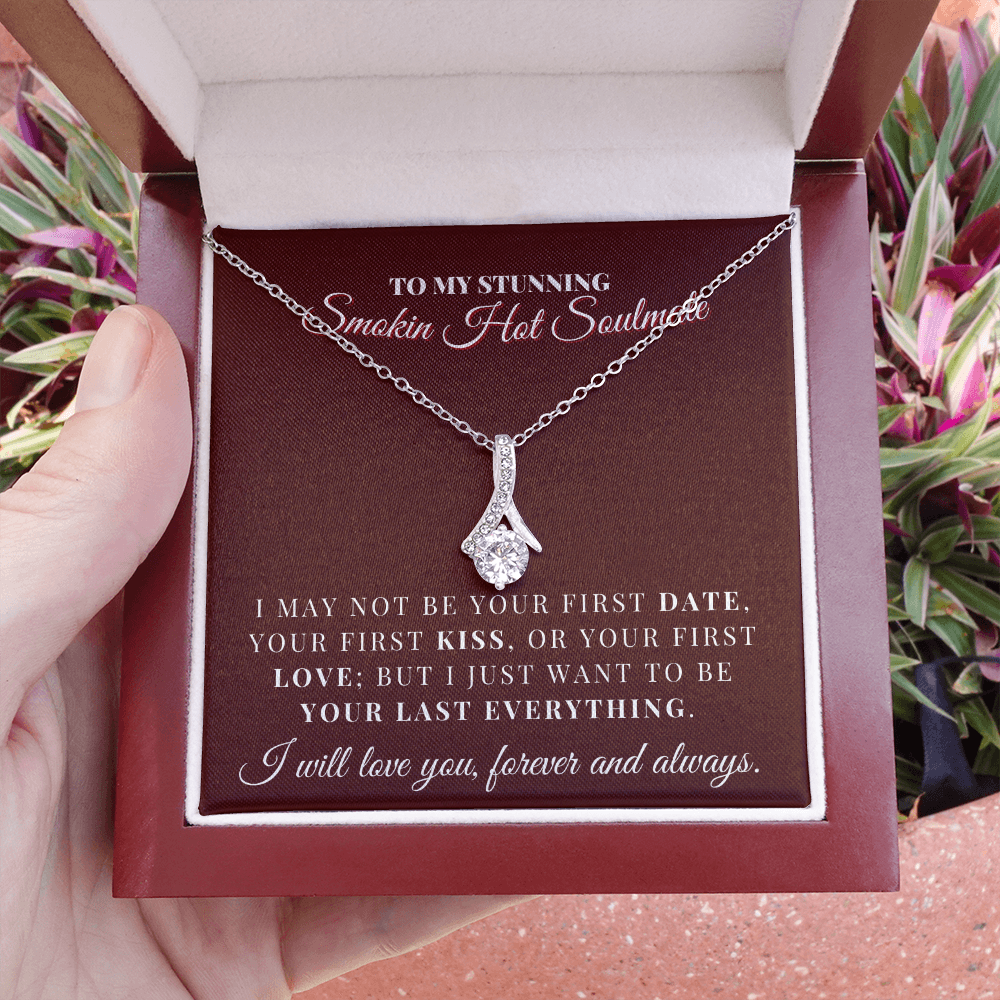 TO MY STUNNING
Smokin Hot Soulmate
I MAY NOT BE YOUR FIRST DATE,
YOUR FIRST KISS, OR YOUR FIRST
LOVE; BUT I JUST WANT TO BE
YOUR LAST EVERYTHING.
I will love you, forever and always.